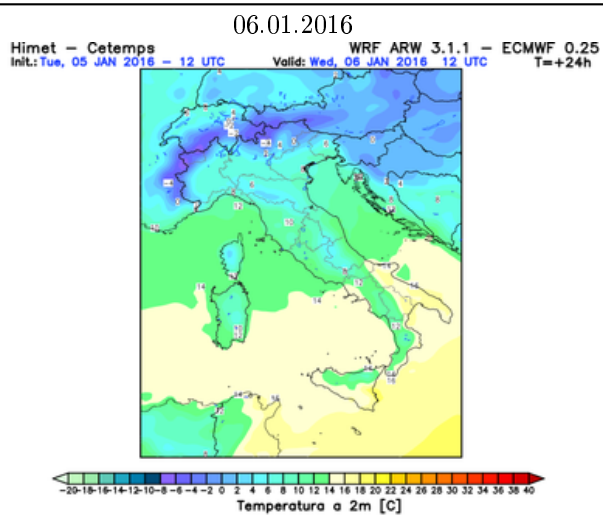 06.01.2016
Himet – Cetemps WRF ARW 3.1.1 – ECMWF 0.25
Init.: Tue, 05 JAN 2016 – 12 UTC Valid: Wed, 06 JAN 2016 12 UTC T=+24h
-20-18-16-14-12-10-8 -6 -4 -2 0 2 4 6 8 10 12 14 16 18 20 22 24 26 28 30 32 34 36 38 40
Temperatura a 2m [C]